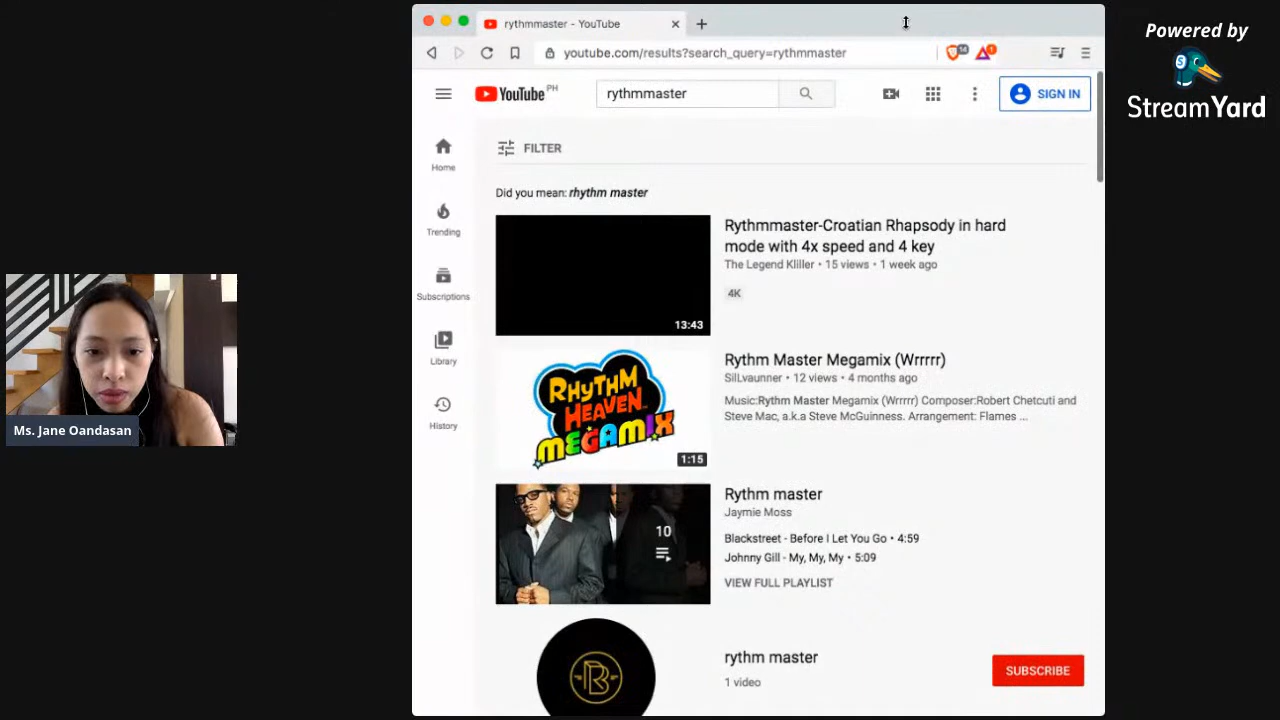 rythmmaster - YouTube
youtube.com/results?search_query=rythmmaster
14
1
YouTube PH
rythmmaster
SIGN IN
Powered by
StreamYard
Home
Trending
Subscriptions
Library
History
FILTER
Did you mean: rhythm master
13:43
Rythmmaster-Croatian Rhapsody in hard
mode with 4x speed and 4 key
The Legend Kliller • 15 views • 1 week ago
4K
RHYTHM
HEAVEN
MEGAMIX
1:15
Rythm Master Megamix (Wrrrrr)
SilLvaunner • 12 views • 4 months ago
Music:Rythm Master Megamix (Wrrrrr) Composer:Robert Chetcuti and
Steve Mac, a.k.a Steve McGuinness. Arrangement: Flames ...
10
Rythm master
Jaymie Moss
Blackstreet - Before I Let You Go • 4:59
Johnny Gill - My, My, My • 5:09
VIEW FULL PLAYLIST
rythm master
1 video
SUBSCRIBE
Ms. Jane Oandasan